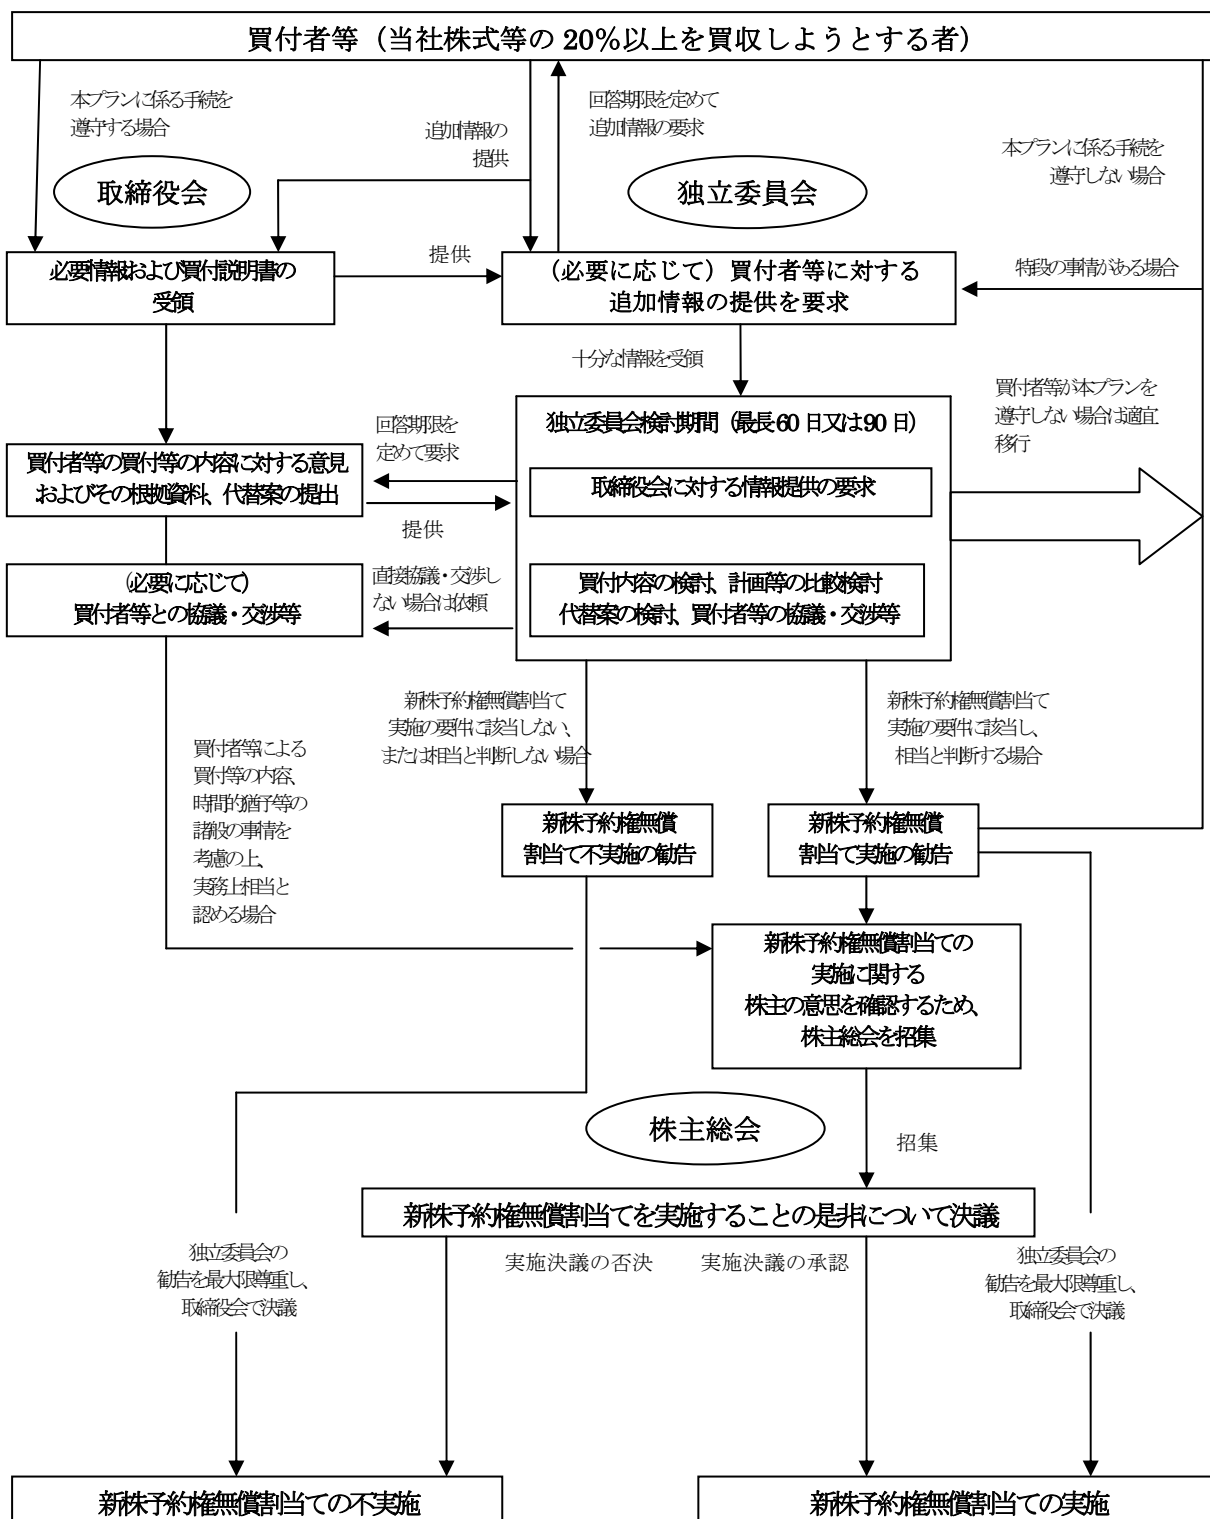 買付者等（当社株式等の 20％以上を買収しようとする者）
本プランに係る手続を
遵守する場合
追加情報の
提供
回答期限を定めて
追加情報の要求
本プランに係る手続を
遵守しない場合
取締役会
独立委員会
必要情報および買付説明書の
受領
提供
（必要に応じて）買付者等に対する
追加情報の提供を要求
特段の事情がある場合
十分な情報を受領
買付者等が本プランを
遵守しない場合は適宜
移行
独立委員会検討期間（最長 60 日又は 90 日）
回答期限を
定めて要求
買付者等の買付等の内容に対する意見
およびその根拠資料、代替案の提出
取締役会に対する情報提供の要求
提供
(必要に応じて）
買付者等との協議・交渉等
直接協議・交渉し
ない場合は依頼
買付内容の検討、計画等の比較検討
代替案の検討、買付者等の協議・交渉等
新株予約権無償割当て
実施の要件に該当しない、
または相当と判断しない場合
新株予約権無償割当て
実施の要件に該当し、
相当と判断する場合
買付者等による
買付等の内容、
時間的猶予等の
諸般の事情を
考慮の上、
実務上相当と
認める場合
新株予約権無償
割当て不実施の勧告
新株予約権無償
割当て実施の勧告
新株予約権無償割当ての
実施に関する
株主の意思を確認するため、
株主総会を招集
株主総会
招集
新株予約権無償割当てを実施することの是非について決議
独立委員会の
勧告を最大限尊重し、
取締役会で決議
実施決議の否決
実施決議の承認
独立委員会の
勧告を最大限尊重し、
取締役会で決議
新株予約権無償割当ての不実施
新株予約権無償割当ての実施